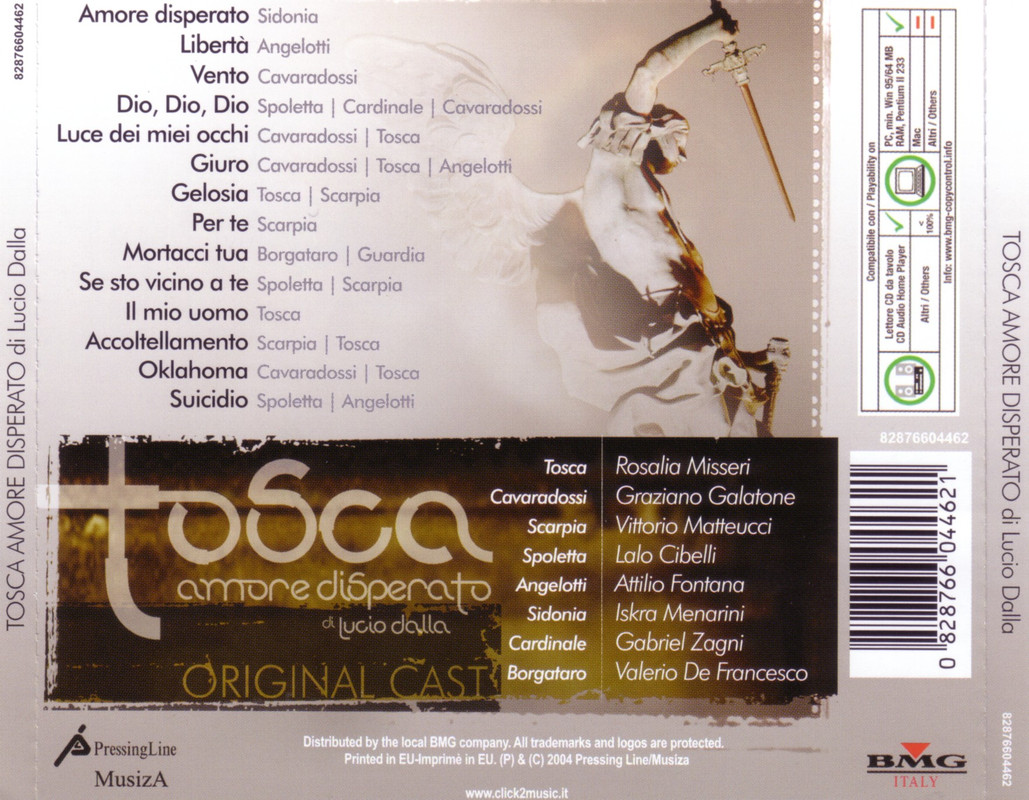 82876604462
TOSCA AMORE DISPERATO di Lucio Dalla
Amore disperato Sidonia
Libertà Angelotti
Vento Cavaradossi
Dio, Dio, Dio Spoletta | Cardinale | Cavaradossi
Luce dei miei occhi Cavaradossi | Tosca
Giuro Cavaradossi | Tosca | Angelotti
Gelosia Tosca | Scarpia
Per te Scarpia
Mortacci tua Borgataro | Guardia
Se sto vicino a te Spoletta | Scarpia
Il mio uomo Tosca
Accoltellamento Scarpia | Tosca
Oklahoma Cavaradossi | Tosca
Suicidio Spoletta | Angelotti
Compatibile con / Playability on
Lettore CD da tavolo
CD Audio Home Player
Altri / Others
<
100%
PC, min. Win 95/64 MB
RAM, Pentium II 233
Mac
Altri / Others
Info: www.bmg-copycontrol.info
82876604462
0 828766 044621
tosca
amore disperato
di Lucio dalla
ORIGINAL CAST
Tosca Rosalia Misseri
Cavaradossi Graziano Galatone
Scarpia Vittorio Matteucci
Spoletta Lalo Cibelli
Angelotti Attilio Fontana
Sidonia Iskra Menarini
Cardinale Gabriel Zagni
Borgataro Valerio De Francesco
PressingLine
MusizA
Distributed by the local BMG company. All trademarks and logos are protected.
Printed in EU-Imprimè in EU. (P) & (C) 2004 Pressing Line/Musiza
www.click2music.it
BMG
ITALY
TOSCA AMORE DISPERATO di Lucio Dalla
82876604462